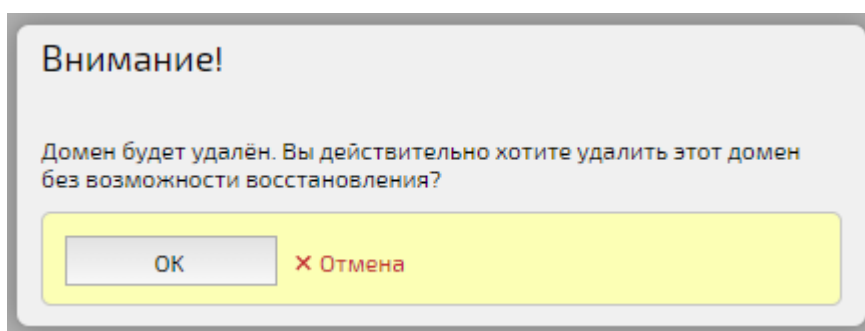 Внимание!
Домен будет удалён. Вы действительно хотите удалить этот домен
без возможности восстановления?
ОК
× Отмена